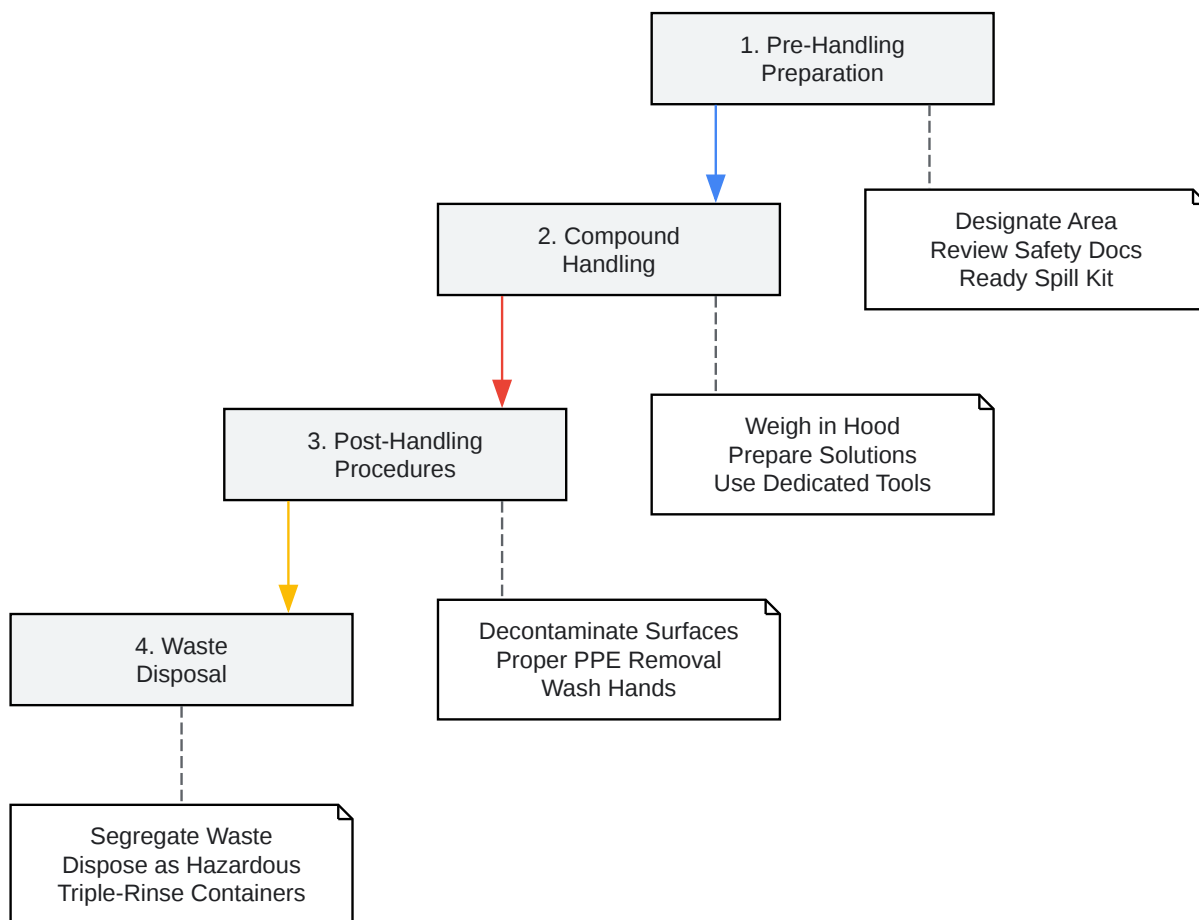 1. Pre-Handling
Preparation
Designate Area
Review Safety Docs
Ready Spill Kit
2. Compound
Handling
Weigh in Hood
Prepare Solutions
Use Dedicated Tools
3. Post-Handling
Procedures
Decontaminate Surfaces
Proper PPE Removal
Wash Hands
4. Waste
Disposal
Segregate Waste
Dispose as Hazardous
Triple-Rinse Containers